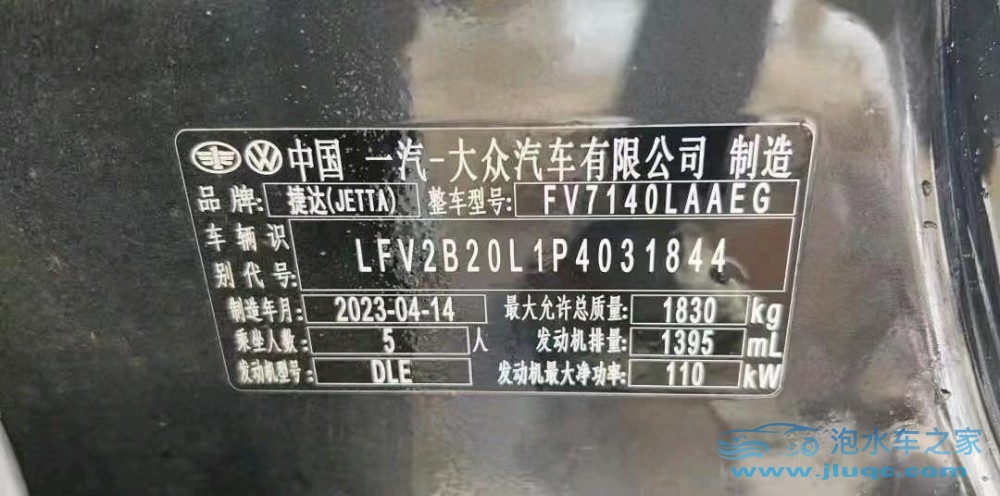 中国 一汽-大众汽车有限公司 制造
品牌: 捷达(JETTA) 整车型号: FV7140LAAEG
车辆识别代号: LFV2B20L1P4031844
制造年月: 2023-04-14 最大允许总质量: 1830 kg
乘坐人数: 5 人 发动机排量: 1395 mL
发动机型号: DLE 发动机最大净功率: 110 kW
泡水车之家
www.jluqc.com